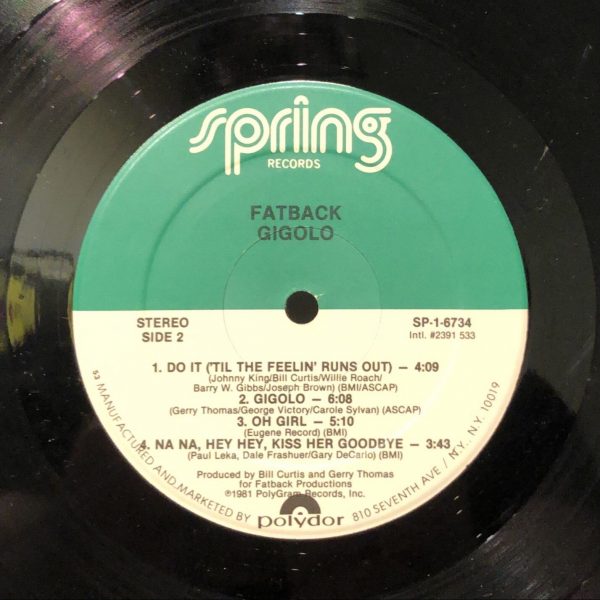 spring
RECORDS
FATBACK
GIGOLO
STEREO
SIDE 2
SP-1-6734
Intl. #2391 533
1. DO IT ('TIL THE FEELIN' RUNS OUT) — 4:09
(Johnny King/Bill Curtis/Willie Roach/
Barry W. Gibbs/Joseph Brown) (BMI/ASCAP)
2. GIGOLO — 6:08
(Gerry Thomas/George Victory/Carole Sylvan) (ASCAP)
3. OH GIRL — 5:10
(Eugene Record) (BMI)
4. NA NA, HEY HEY, KISS HER GOODBYE — 3:43
(Paul Leka, Dale Frashuer/Gary DeCarlo) (BMI)
Produced by Bill Curtis and Gerry Thomas
for Fatback Productions
℗1981 PolyGram Records, Inc.
53 MANUFACTURED AND MARKETED BY polydor 810 SEVENTH AVE / N.Y. N.Y. 10019